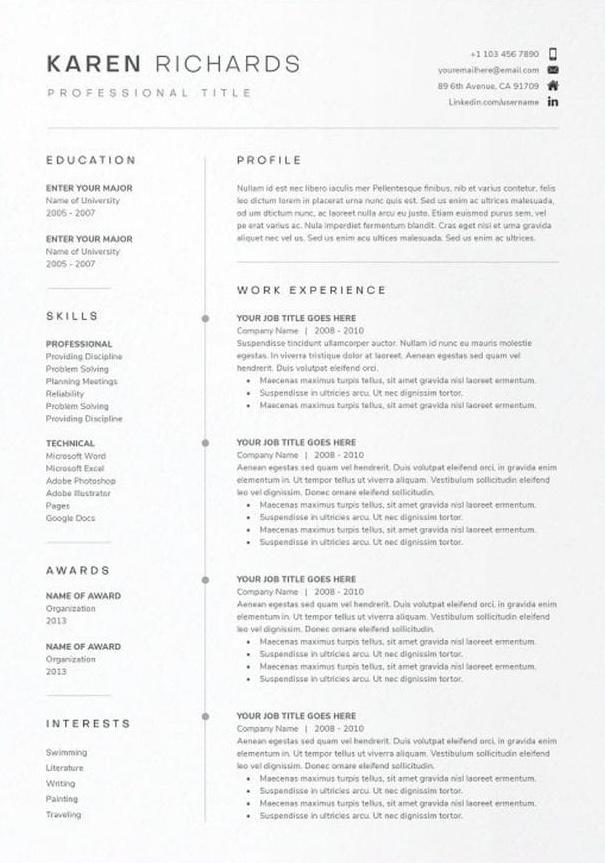 KAREN RICHARDS
PROFESSIONAL TITLE
+1 103 456 7890
youremailhere@email.com
89 6th Avenue, CA 91709
Linkedin.com/username
EDUCATION
ENTER YOUR MAJOR
Name of University
2005 - 2007
ENTER YOUR MAJOR
Name of University
2005 - 2007
SKILLS
PROFESSIONAL
Providing Discipline
Problem Solving
Planning Meetings
Reliability
Problem Solving
Providing Discipline
TECHNICAL
Microsoft Word
Microsoft Excel
Adobe Photoshop
Adobe Illustrator
Pages
Google Docs
AWARDS
NAME OF AWARD
Organization
2013
NAME OF AWARD
Organization
2013
INTERESTS
Swimming
Literature
Writing
Painting
Traveling
PROFILE
Nullam id est nec libero iaculis mer Pellentesque finibus, nib et varius contetur, felis
leo dictum lorem in placerat urna nunc quis est. Sed us enim ac ultrices malesuada,
od um dtictum nunc, ac laoreet nulla arcu eu justo. Etiam euismod purus sem, vel
pe erat varius ac. Nula imperdiet fermentum blandit. Cras eget nisi et urna gravida
aliquet nec vel us. Sed us enim acu ultices malesuada. Sed us enim ac ultrices.
WORK EXPERIENCE
YOUR JOB TITLE GOES HERE
Company Name | 2008 - 2010
Suspendisse tincidunt ullamcorper auctor. Nullam id nunc eu mauris molestie
egestas. In viverra tristique dolor at laoreet. Aenean egestas sed quam vel
hendrerit. Duis volutpat eleifend orci.
• Maecenas maximus turpis tellus, sit amet gravida nisl laoreet ermentum.
• Suspendisse in ultricies arcu. Ut nec dignissim tortor.
• Maecenas maximus turpis tellus, sit amet gravida nisl laoreet ermentum.
YOUR JOB TITLE GOES HERE
Company Name | 2008 - 2010
Aenean egestas sed quam vel hendrerit. Duis volutpat eleifend orci, in egestas enim
elementum in. Ut tempor tellus ut viverra aliquam. Vestibulum sollicitudin eleifend
leo vel dignissim. Donec ornare eleifend sollicitudin.
• Maecenas maximus turpis tellus, sit amet gravida nisl laoreet ermentum.
• Suspendisse in ultricies arcu. Ut nec dignissim tortor.
• Maecenas maximus turpis tellus, sit amet gravida nisl laoreet ermentum.
• Suspendisse in ultricies arcu. Ut nec dignissim tortor.
YOUR JOB TITLE GOES HERE
Company Name | 2008 - 2010
Aenean egestas sed quam vel hendrerit. Duis volutpat eleifend orci, in egestas enim
elementum in. Ut tempor tellus ut viverra aliquam. Vestibulum sollicitudin eleifend
leo vel dignissim. Donec ornare eleifend sollicitudin.
• Maecenas maximus turpis tellus, sit amet gravida nisl laoreet ermentum.
• Suspendisse in ultricies arcu. Ut nec dignissim tortor.
• Maecenas maximus turpis tellus, sit amet gravida nisl laoreet ermentum.
• Suspendisse in ultricies arcu. Ut nec dignissim tortor.
YOUR JOB TITLE GOES HERE
Company Name | 2008 - 2010
Aenean egestas sed quam vel hendrerit. Duis volutpat eleifend orci, in egestas enim
elementum in. Ut tempor tellus ut viverra aliquam. Vestibulum sollicitudin eleifend
leo vel dignissim. Donec ornare eleifend sollicitudin.
• Maecenas maximus turpis tellus, sit amet gravida nisl laoreet ermentum.
• Suspendisse in ultricies arcu. Ut nec dignissim tortor.
• Maecenas maximus turpis tellus, sit amet gravida nisl laoreet ermentum.
• Suspendisse in ultricies arcu. Ut nec dignissim tortor.